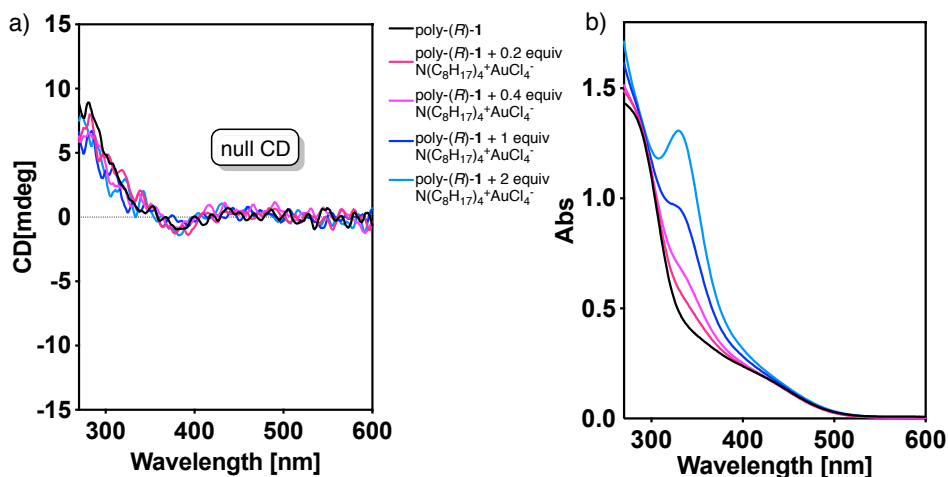 a)
15
10
5
0
-5
-10
-15
CD[mdeg]
null CD
300 400 500 600
Wavelength [nm]
poly-(R)-1
poly-(R)-1 + 0.2 equiv
N(C₈H₁₇)₄⁺AuCl₄⁻
poly-(R)-1 + 0.4 equiv
N(C₈H₁₇)₄⁺AuCl₄⁻
poly-(R)-1 + 1 equiv
N(C₈H₁₇)₄⁺AuCl₄⁻
poly-(R)-1 + 2 equiv
N(C₈H₁₇)₄⁺AuCl₄⁻
b)
1.5
1.0
0.5
0.0
Abs
300 400 500 600
Wavelength [nm]